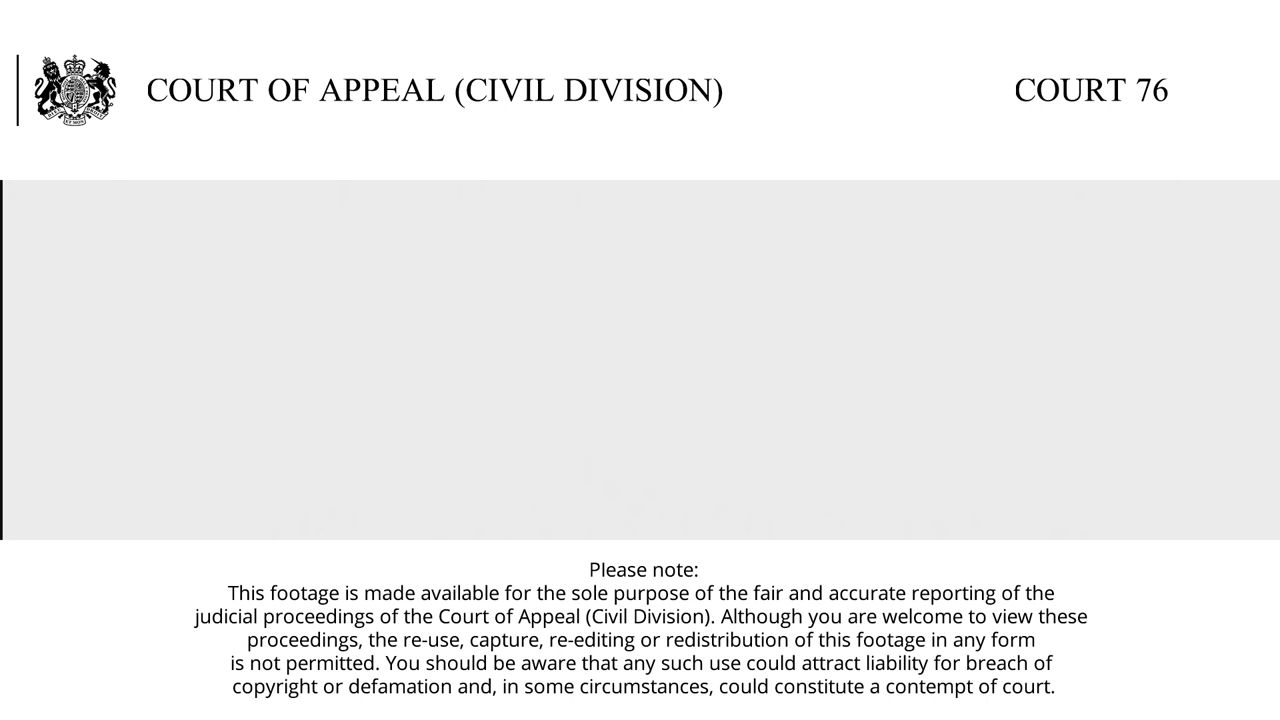 COURT OF APPEAL (CIVIL DIVISION)
COURT 76
Please note:
This footage is made available for the sole purpose of the fair and accurate reporting of the
judicial proceedings of the Court of Appeal (Civil Division). Although you are welcome to view these
proceedings, the re-use, capture, re-editing or redistribution of this footage in any form
is not permitted. You should be aware that any such use could attract liability for breach of
copyright or defamation and, in some circumstances, could constitute a contempt of court.